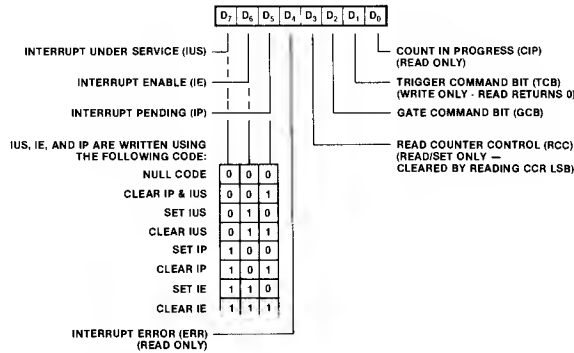 D7 D6 D5 D4 D3 D2 D1 D0
INTERRUPT UNDER SERVICE (IUS)
INTERRUPT ENABLE (IE)
INTERRUPT PENDING (IP)
IUS, IE, AND IP ARE WRITTEN USING
THE FOLLOWING CODE:
NULL CODE 0 0 0
CLEAR IP & IUS 0 0 1
SET IUS 0 1 0
CLEAR IUS 0 1 1
SET IP 1 0 0
CLEAR IP 1 0 1
SET IE 1 1 0
CLEAR IE 1 1 1
INTERRUPT ERROR (ERR)
(READ ONLY)
COUNT IN PROGRESS (CIP)
(READ ONLY)
TRIGGER COMMAND BIT (TCB)
(WRITE ONLY - READ RETURNS 0)
GATE COMMAND BIT (GCB)
READ COUNTER CONTROL (RCC)
(READ/SET ONLY —
CLEARED BY READING CCR LSB)